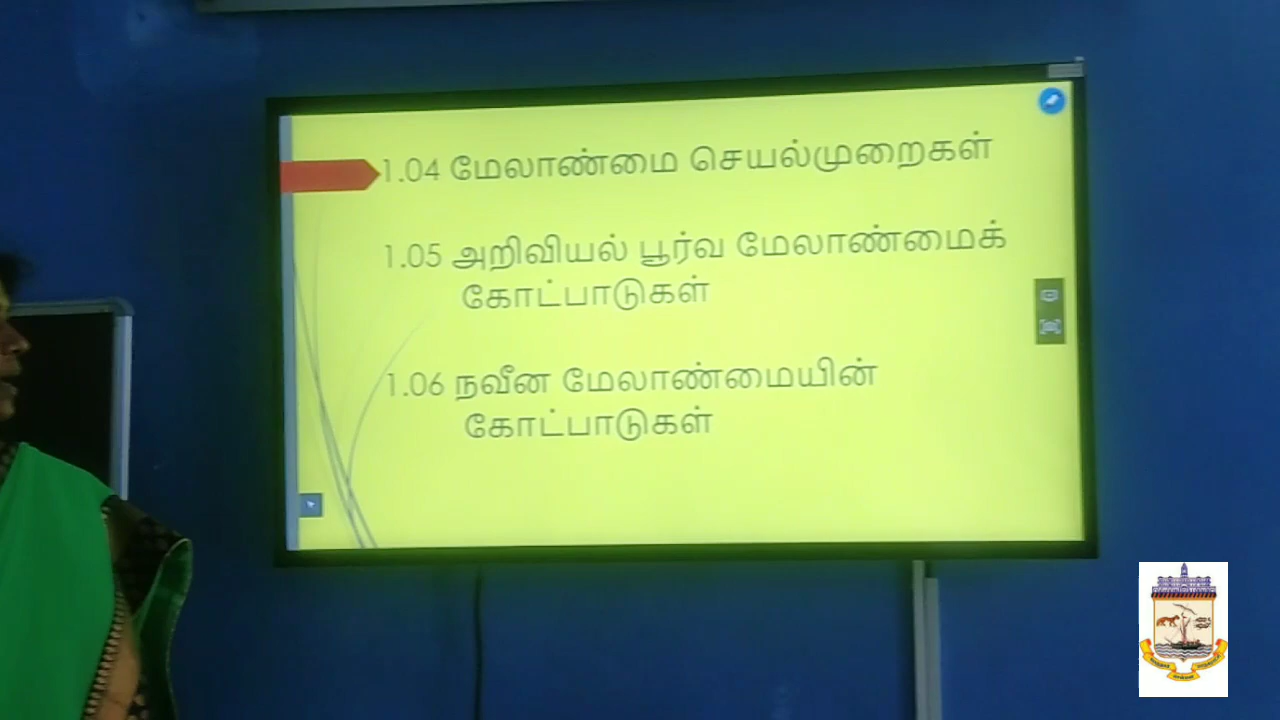 1.04 மேலாண்மை செயல்முறைகள்
1.05 அறிவியல் பூர்வ மேலாண்மைக்
கோட்பாடுகள்
1.06 நவீன மேலாண்மையின்
கோட்பாடுகள்